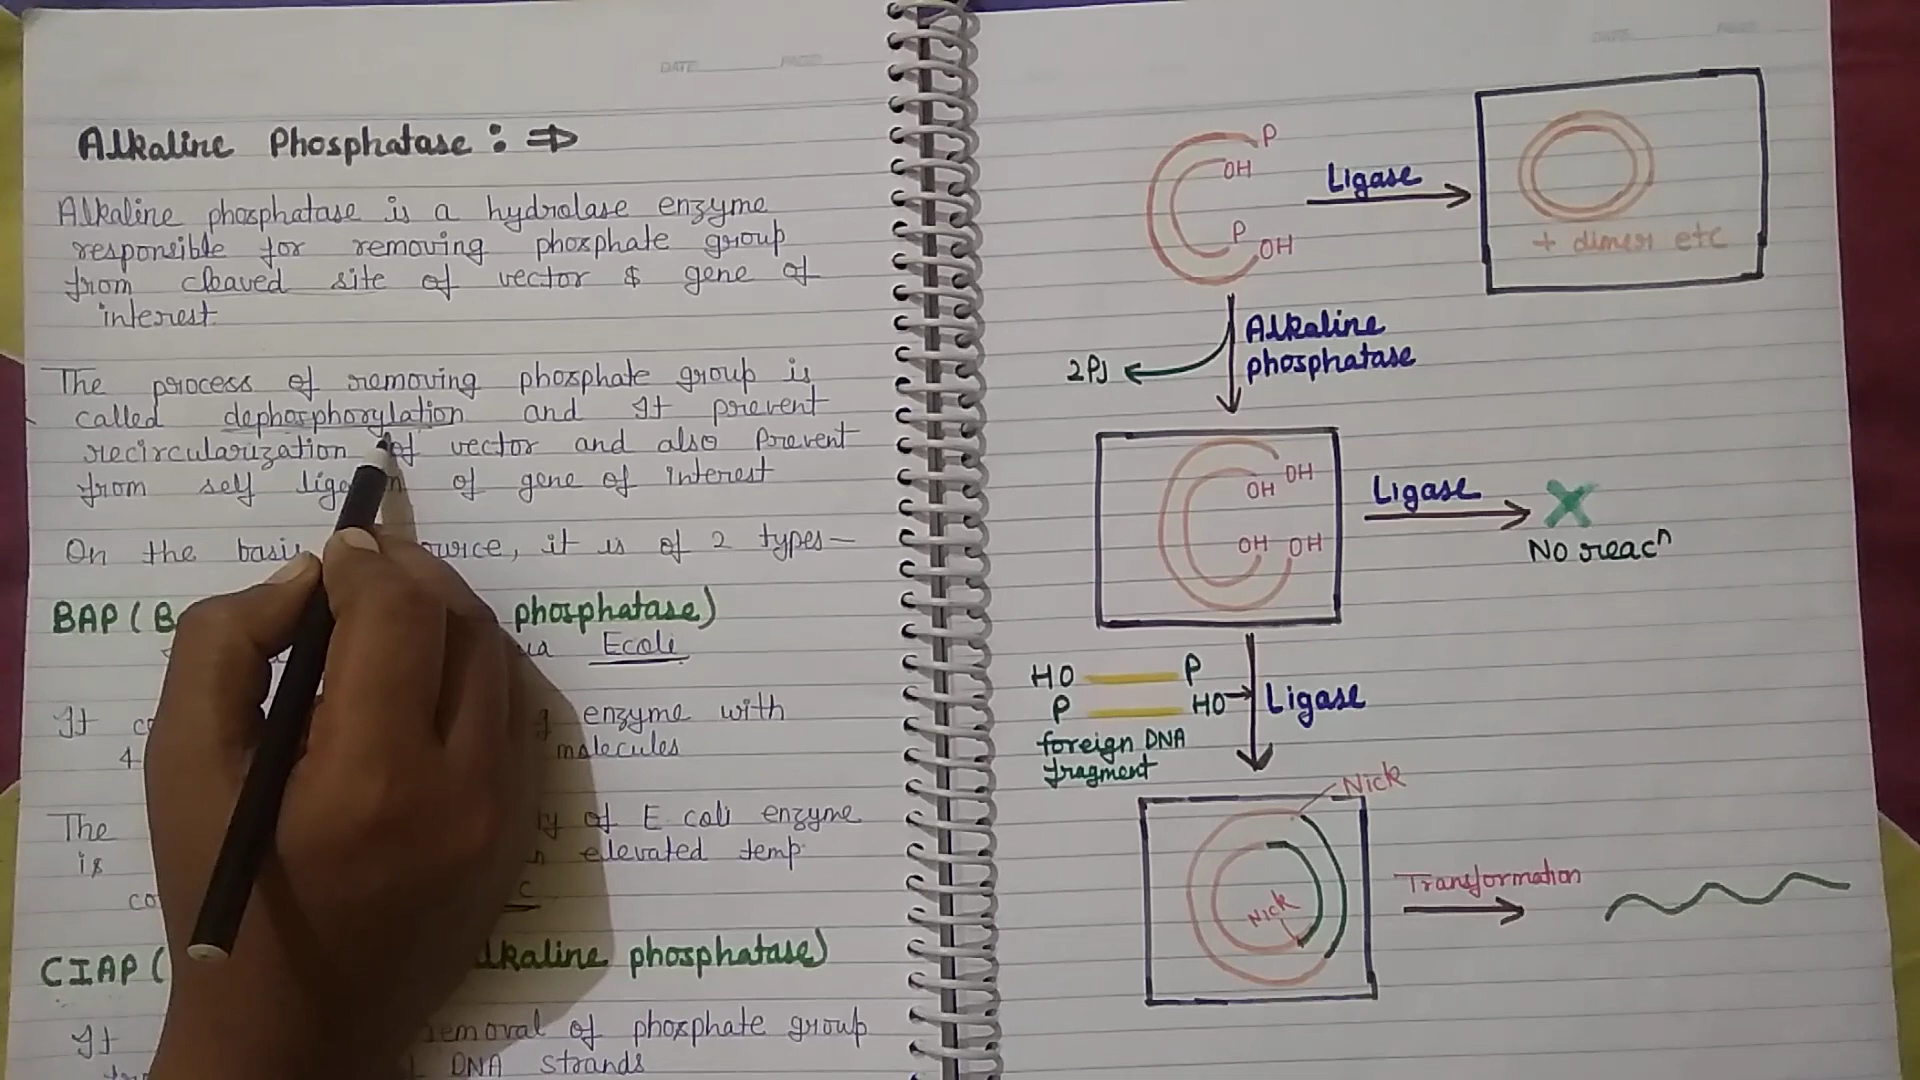 DATE PAGE
Alkaline Phosphatase : ⇒
Alkaline phosphatase is a hydrolase enzyme
responsible for removing phosphate group
from cleaved site of vector & gene of
interest
The process of removing phosphate group is
called dephosphorylation and It prevent
recircularization of vector and also Prevent
from self of gene of interest
On the it is of 2 types—
BAP ( phosphatase)
Ecoli
It enzyme with
4 molecules
The of E coli enzyme
is elevated temp.
CIAP ( alkaline phosphatase)
It removal of phosphate group
DNA strands
P
OH
P
OH
Ligase
+ dimer etc
Alkaline
phosphatase
2Pi
OH
OH
OH OH
Ligase
X
No reacn
HO P
P HO
foreign DNA
fragment
Ligase
Nick
Nick
Transformation